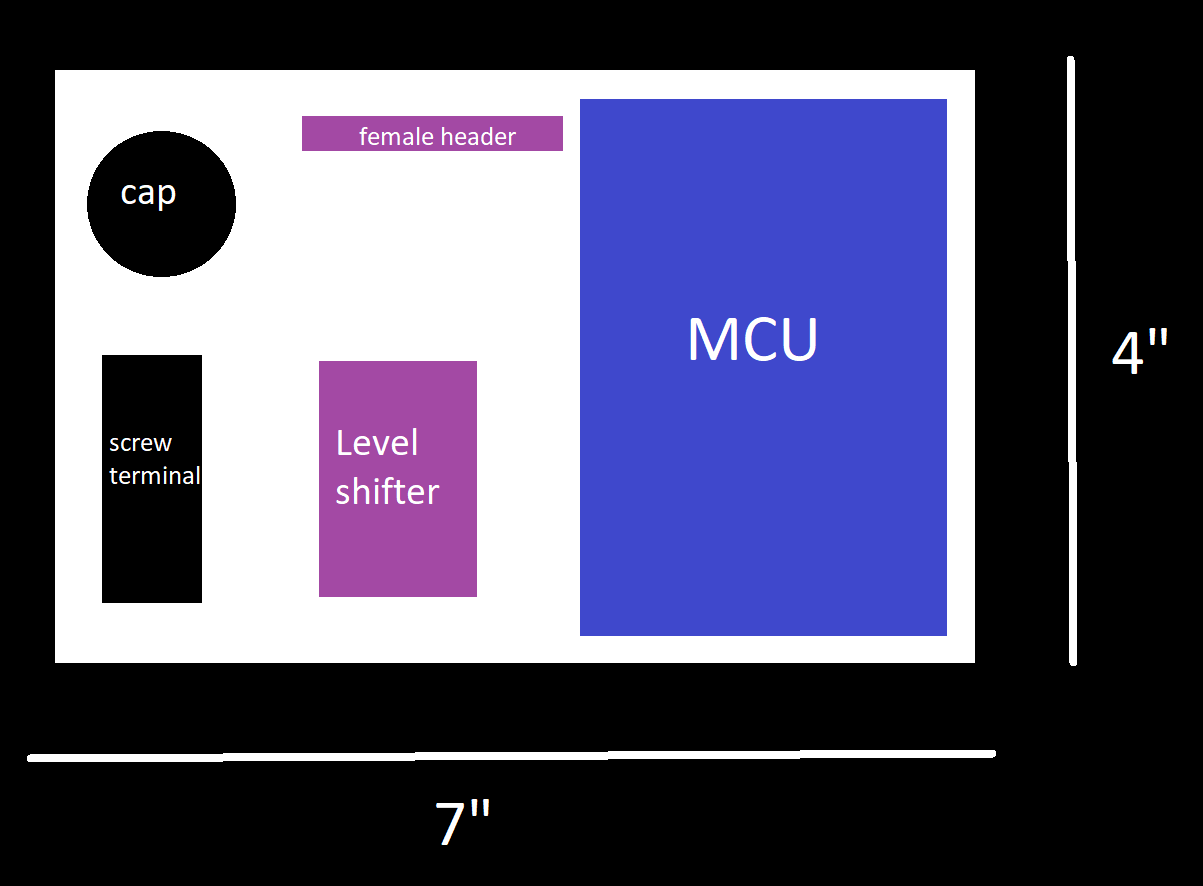 female header
cap
MCU
4"
screw
terminal
Level
shifter
7"